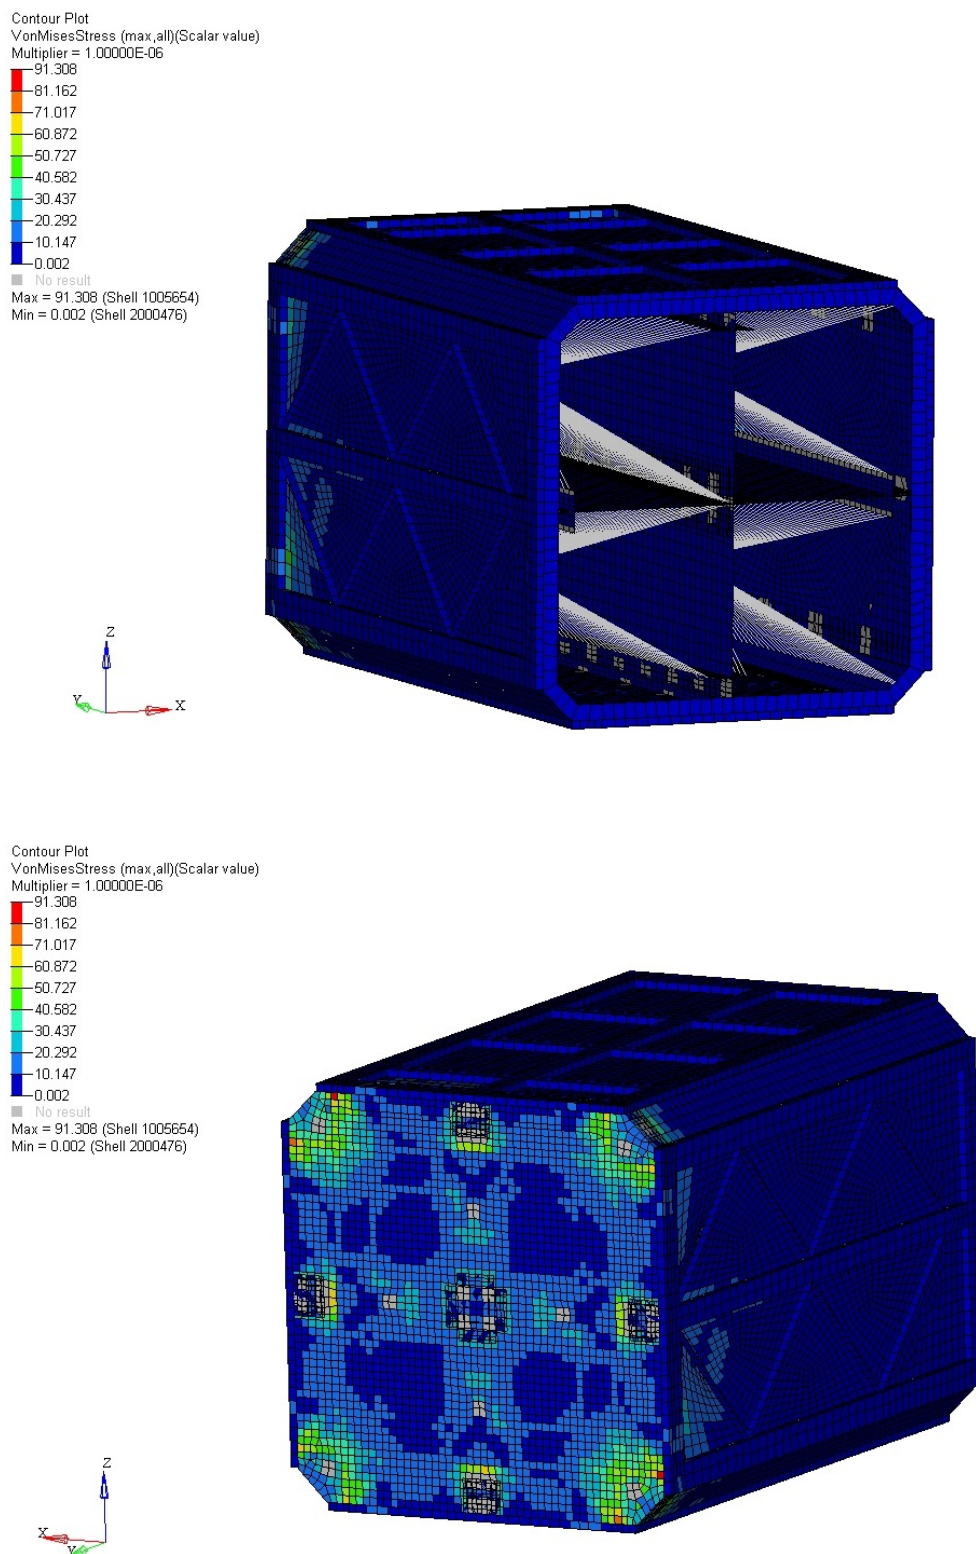 Contour Plot
VonMisesStress (max,all)(Scalar value)
Multiplier = 1.00000E-06
91.308
81.162
71.017
60.872
50.727
40.582
30.437
20.292
10.147
0.002
No result
Max = 91.308 (Shell 1005654)
Min = 0.002 (Shell 2000476)
Z
Y
X
Contour Plot
VonMisesStress (max,all)(Scalar value)
Multiplier = 1.00000E-06
91.308
81.162
71.017
60.872
50.727
40.582
30.437
20.292
10.147
0.002
No result
Max = 91.308 (Shell 1005654)
Min = 0.002 (Shell 2000476)
Z
X
Y